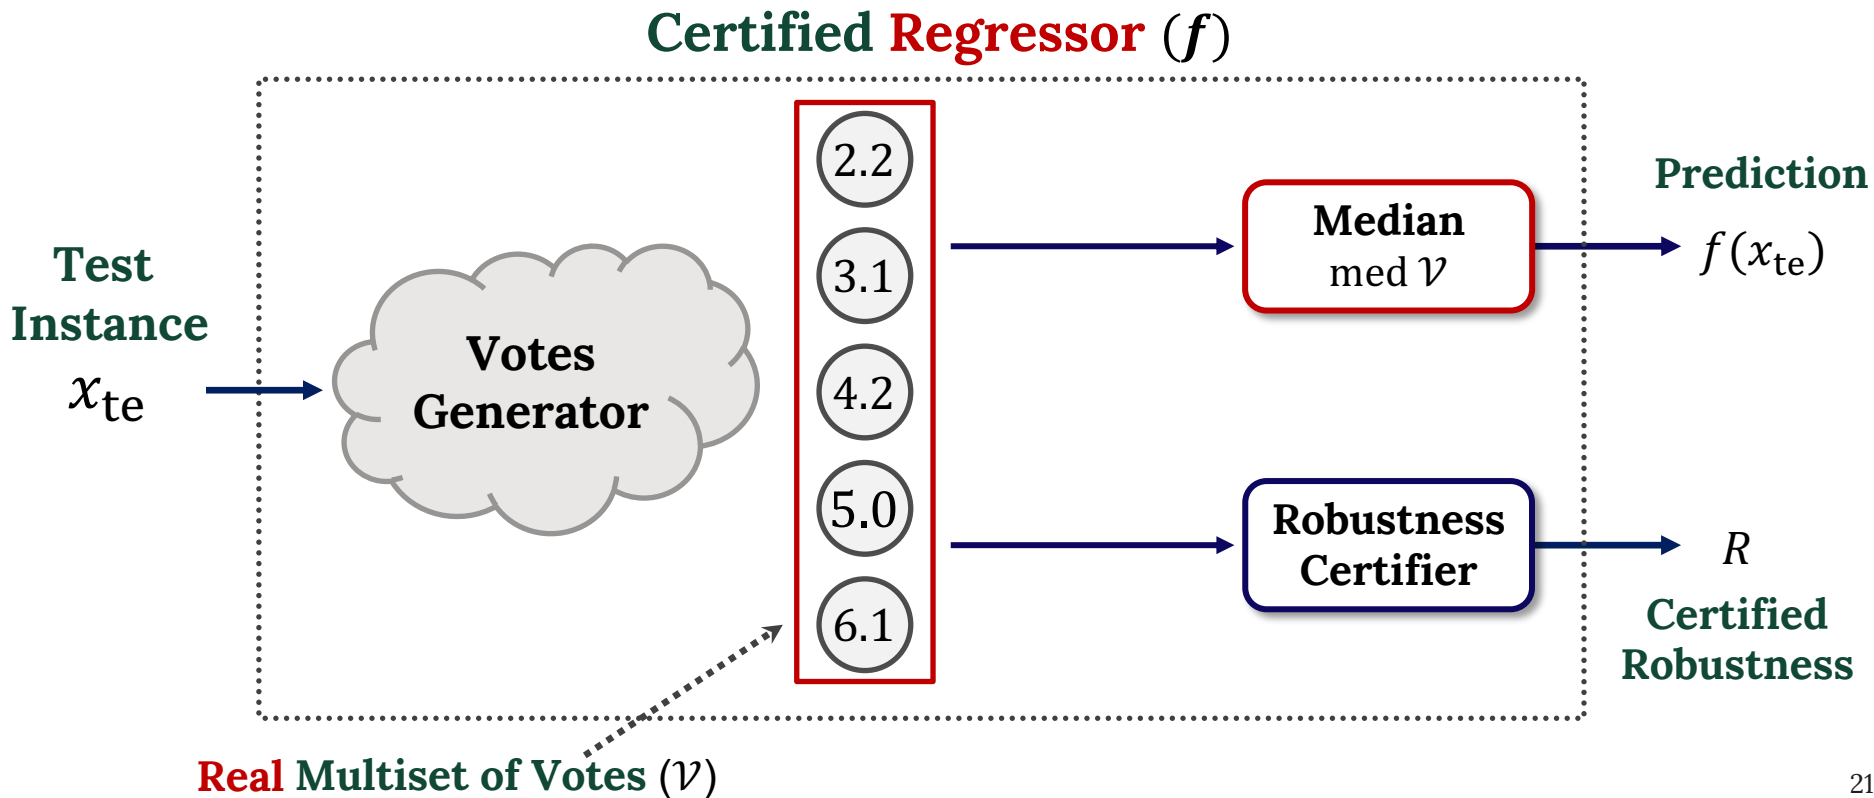 Certified Regressor (f)
Test
Instance
x_te
Votes
Generator
2.2
3.1
4.2
5.0
6.1
Median
med 𝒱
Prediction
f(x_te)
Robustness
Certifier
R
Certified
Robustness
Real Multiset of Votes (𝒱)
21